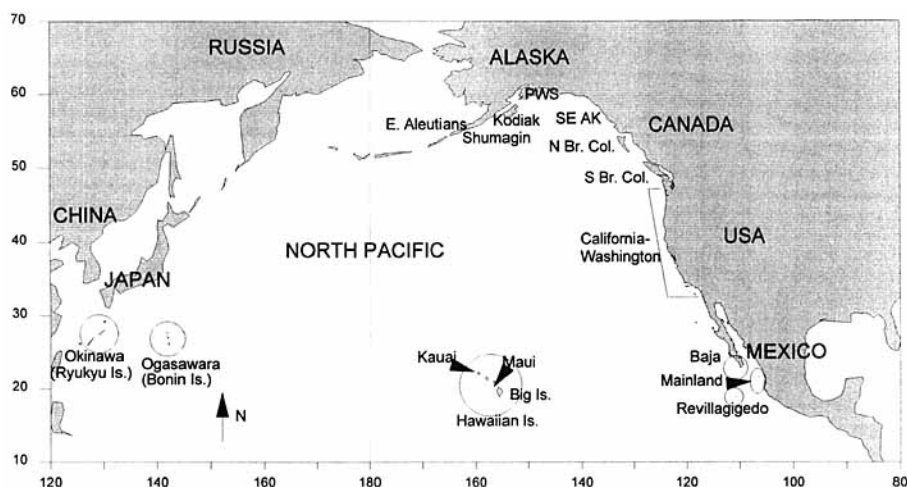 70
60
50
40
30
20
10
RUSSIA
ALASKA
PWS
Kodiak
E. Aleutians
Shumagin
SE AK
CANADA
N Br. Col.
S Br. Col.
CHINA
USA
NORTH PACIFIC
California-
Washington
JAPAN
Okinawa
(Ryukyu Is.)
Ogasawara
(Bonin Is.)
Kauai
Maui
Big Is.
Hawaiian Is.
Baja
MEXICO
Mainland
Revillagigedo
N
120
140
160
180
160
140
120
100
80